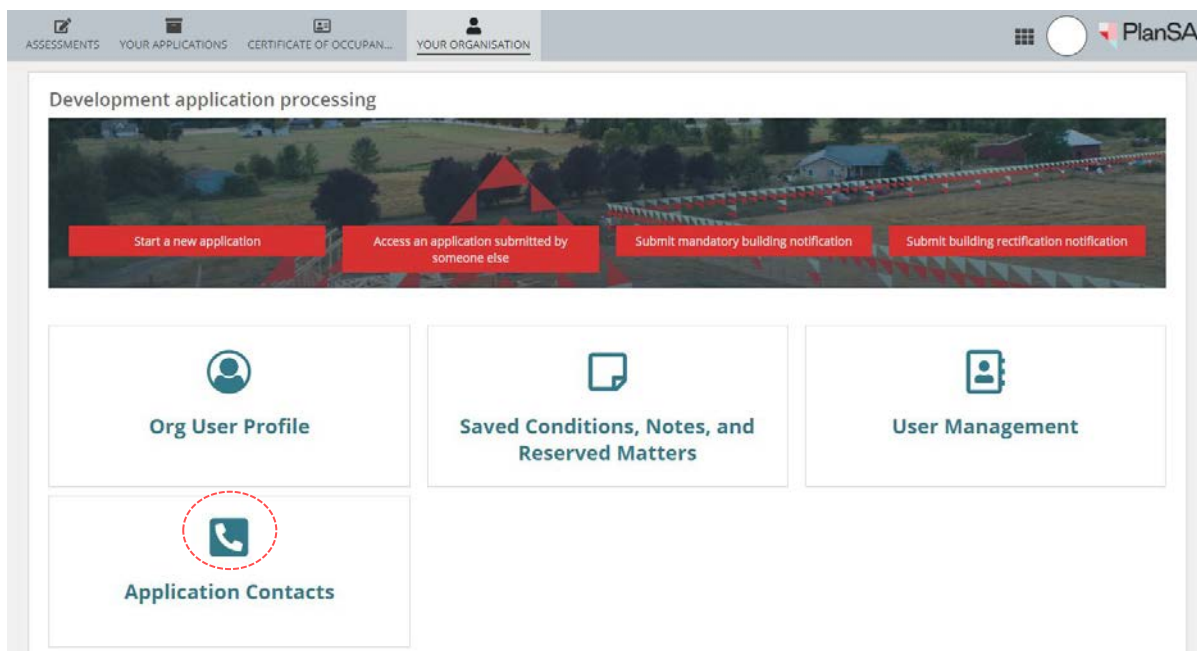 ASSESSMENTS
YOUR APPLICATIONS
CERTIFICATE OF OCCUPAN...
YOUR ORGANISATION
PlanSA
Development application processing
Start a new application
Access an application submitted by
someone else
Submit mandatory building notification
Submit building rectification notification
Org User Profile
Saved Conditions, Notes, and
Reserved Matters
User Management
Application Contacts